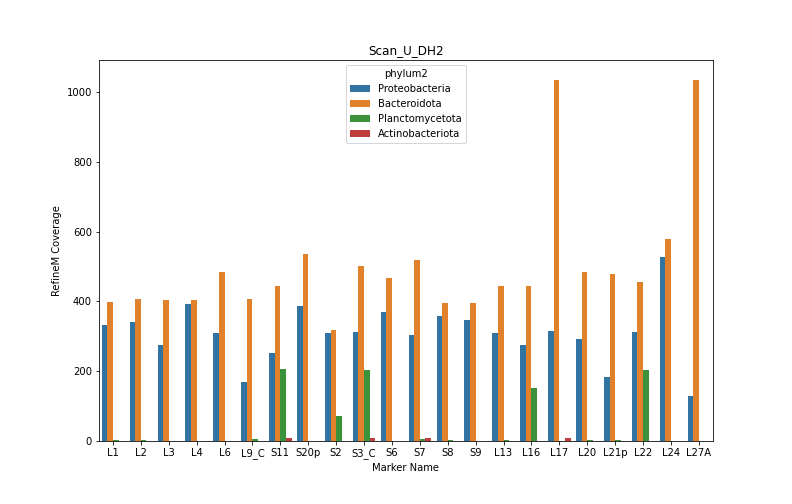 Scan_U_DH2
phylum2
Proteobacteria
Bacteroidota
Planctomycetota
Actinobacteriota
RefineM Coverage
1000
800
600
400
200
0
L1 L2 L3 L4 L6 L9_C S11 S20p S2 S3_C S6 S7 S8 S9 L13 L16 L17 L20 L21p L22 L24 L27A
Marker Name